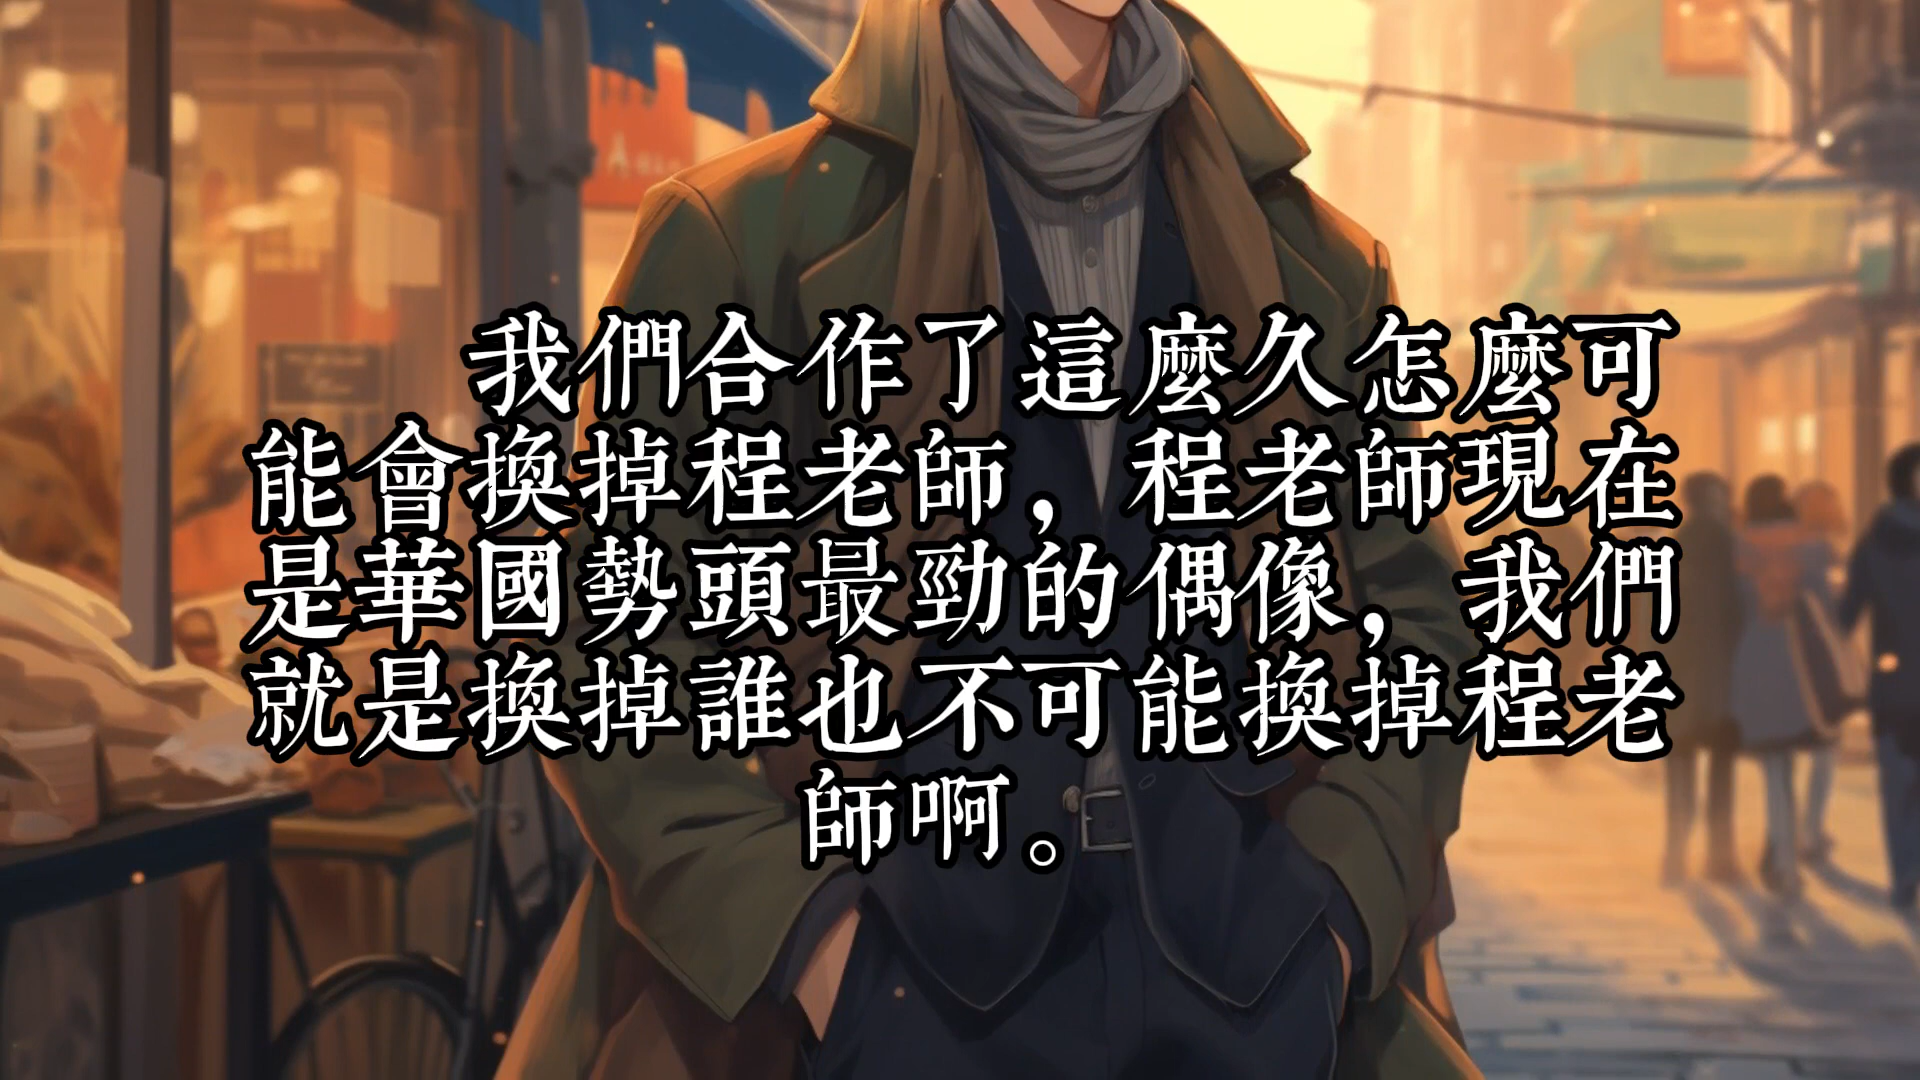 我們合作了這麼久怎麼可
能會換掉程老師，程老師現在
是華國勢頭最勁的偶像，我們
就是換掉誰也不可能換掉程老
師啊。